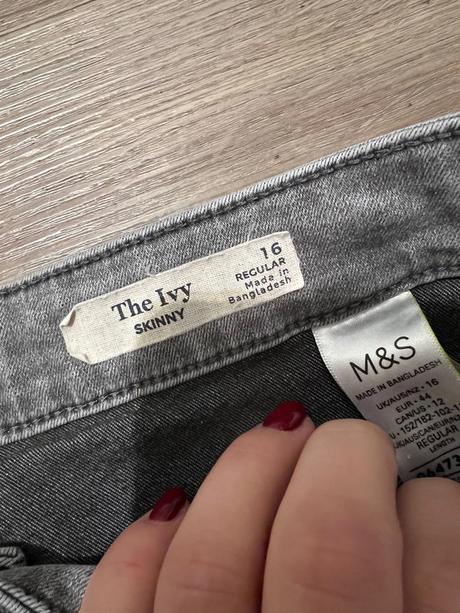 The Ivy
SKINNY
16
REGULAR
Made in
Bangladesh
M&S
MADE IN BANGLADESH
UK/AUS/NZ - 16
EUR - 44
CAN/US - 12
REGULAR
LENGTH